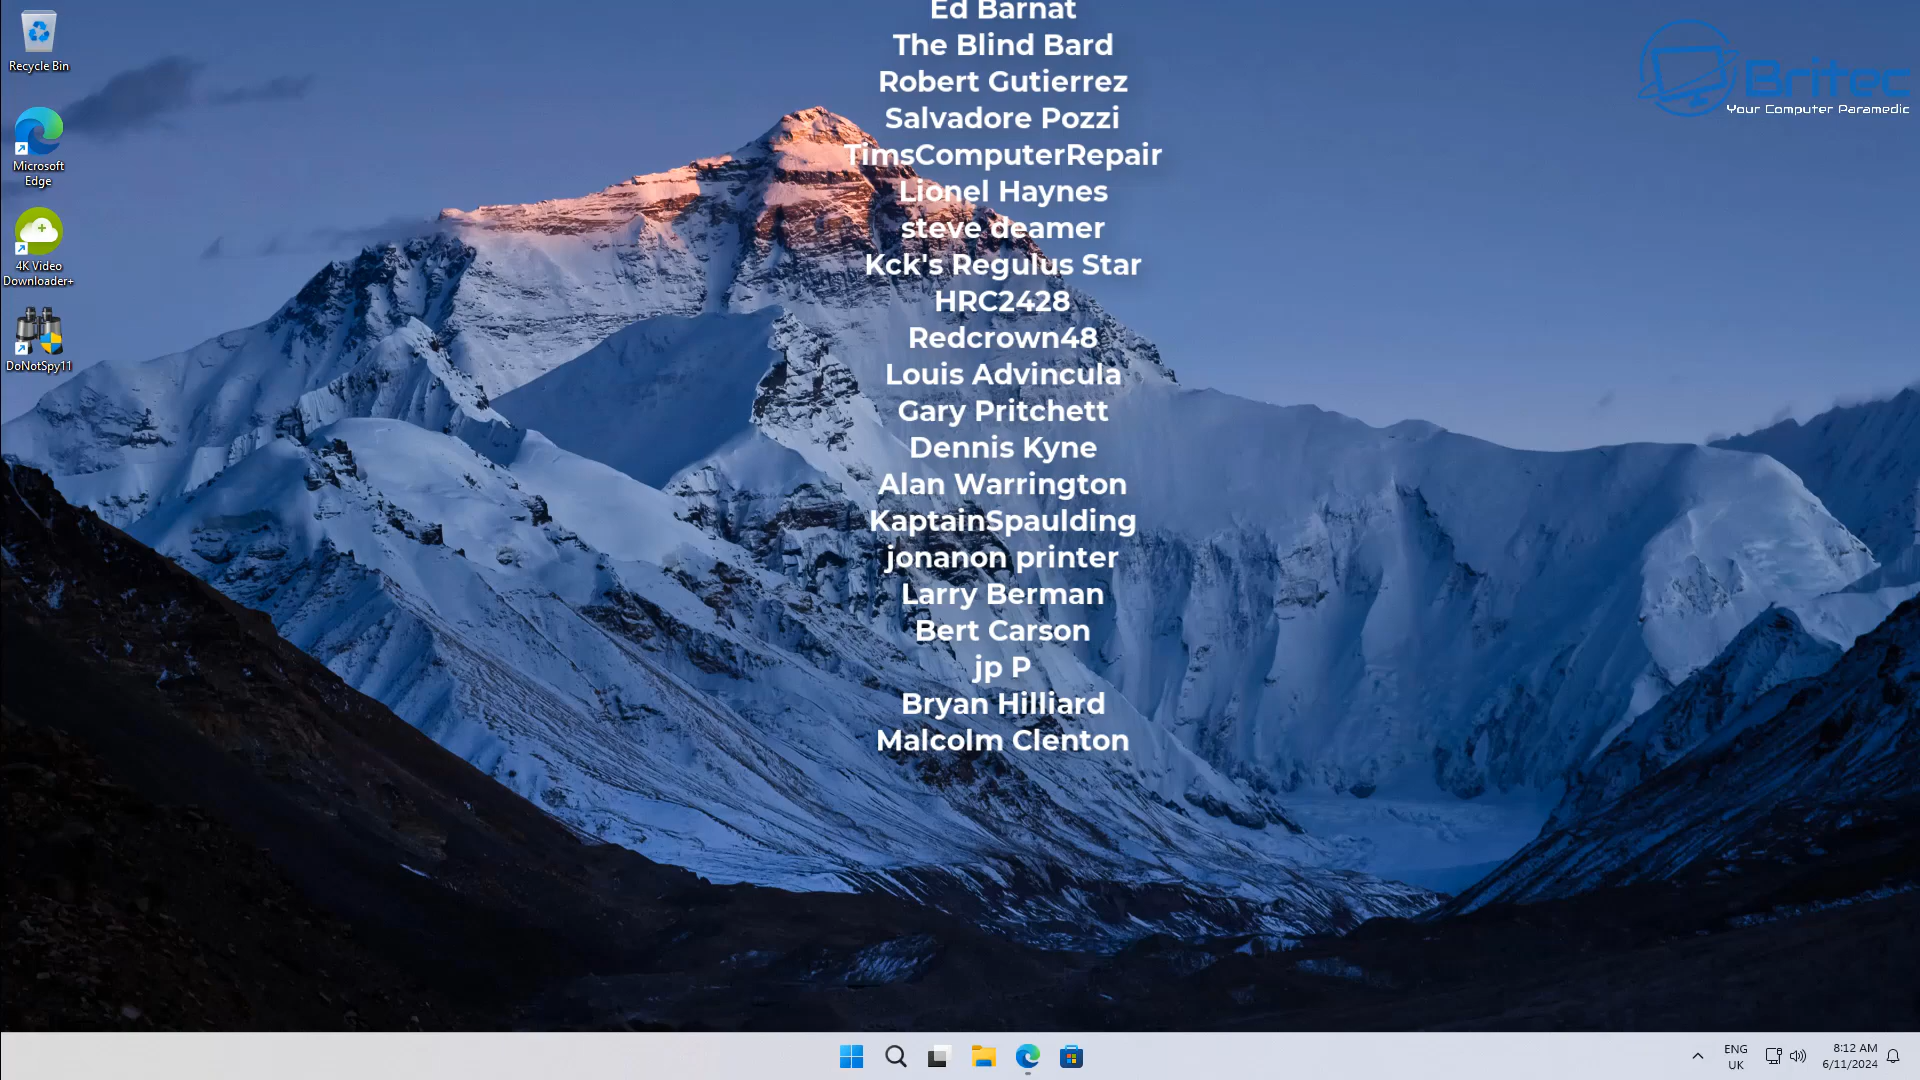 Recycle Bin
Microsoft
Edge
4K Video
Downloader+
DoNotSpy11
Ed Barnat
The Blind Bard
Robert Gutierrez
Salvadore Pozzi
TimsComputerRepair
Lionel Haynes
steve deamer
Kck's Regulus Star
HRC2428
Redcrown48
Louis Advincula
Gary Pritchett
Dennis Kyne
Alan Warrington
KaptainSpaulding
jonanon printer
Larry Berman
Bert Carson
jp P
Bryan Hilliard
Malcolm Clenton
Britec
Your Computer Paramedic
ENG
UK
8:12 AM
6/11/2024